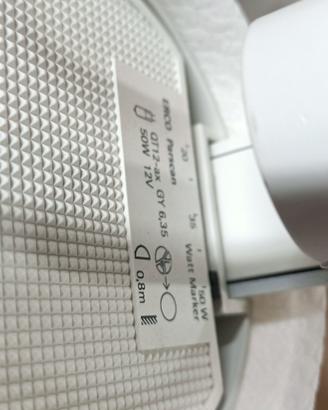 20 35 50 W
Watt Marker
ERCO Parscan
QT12-ax GY 6,35
50W 12V
0,8m